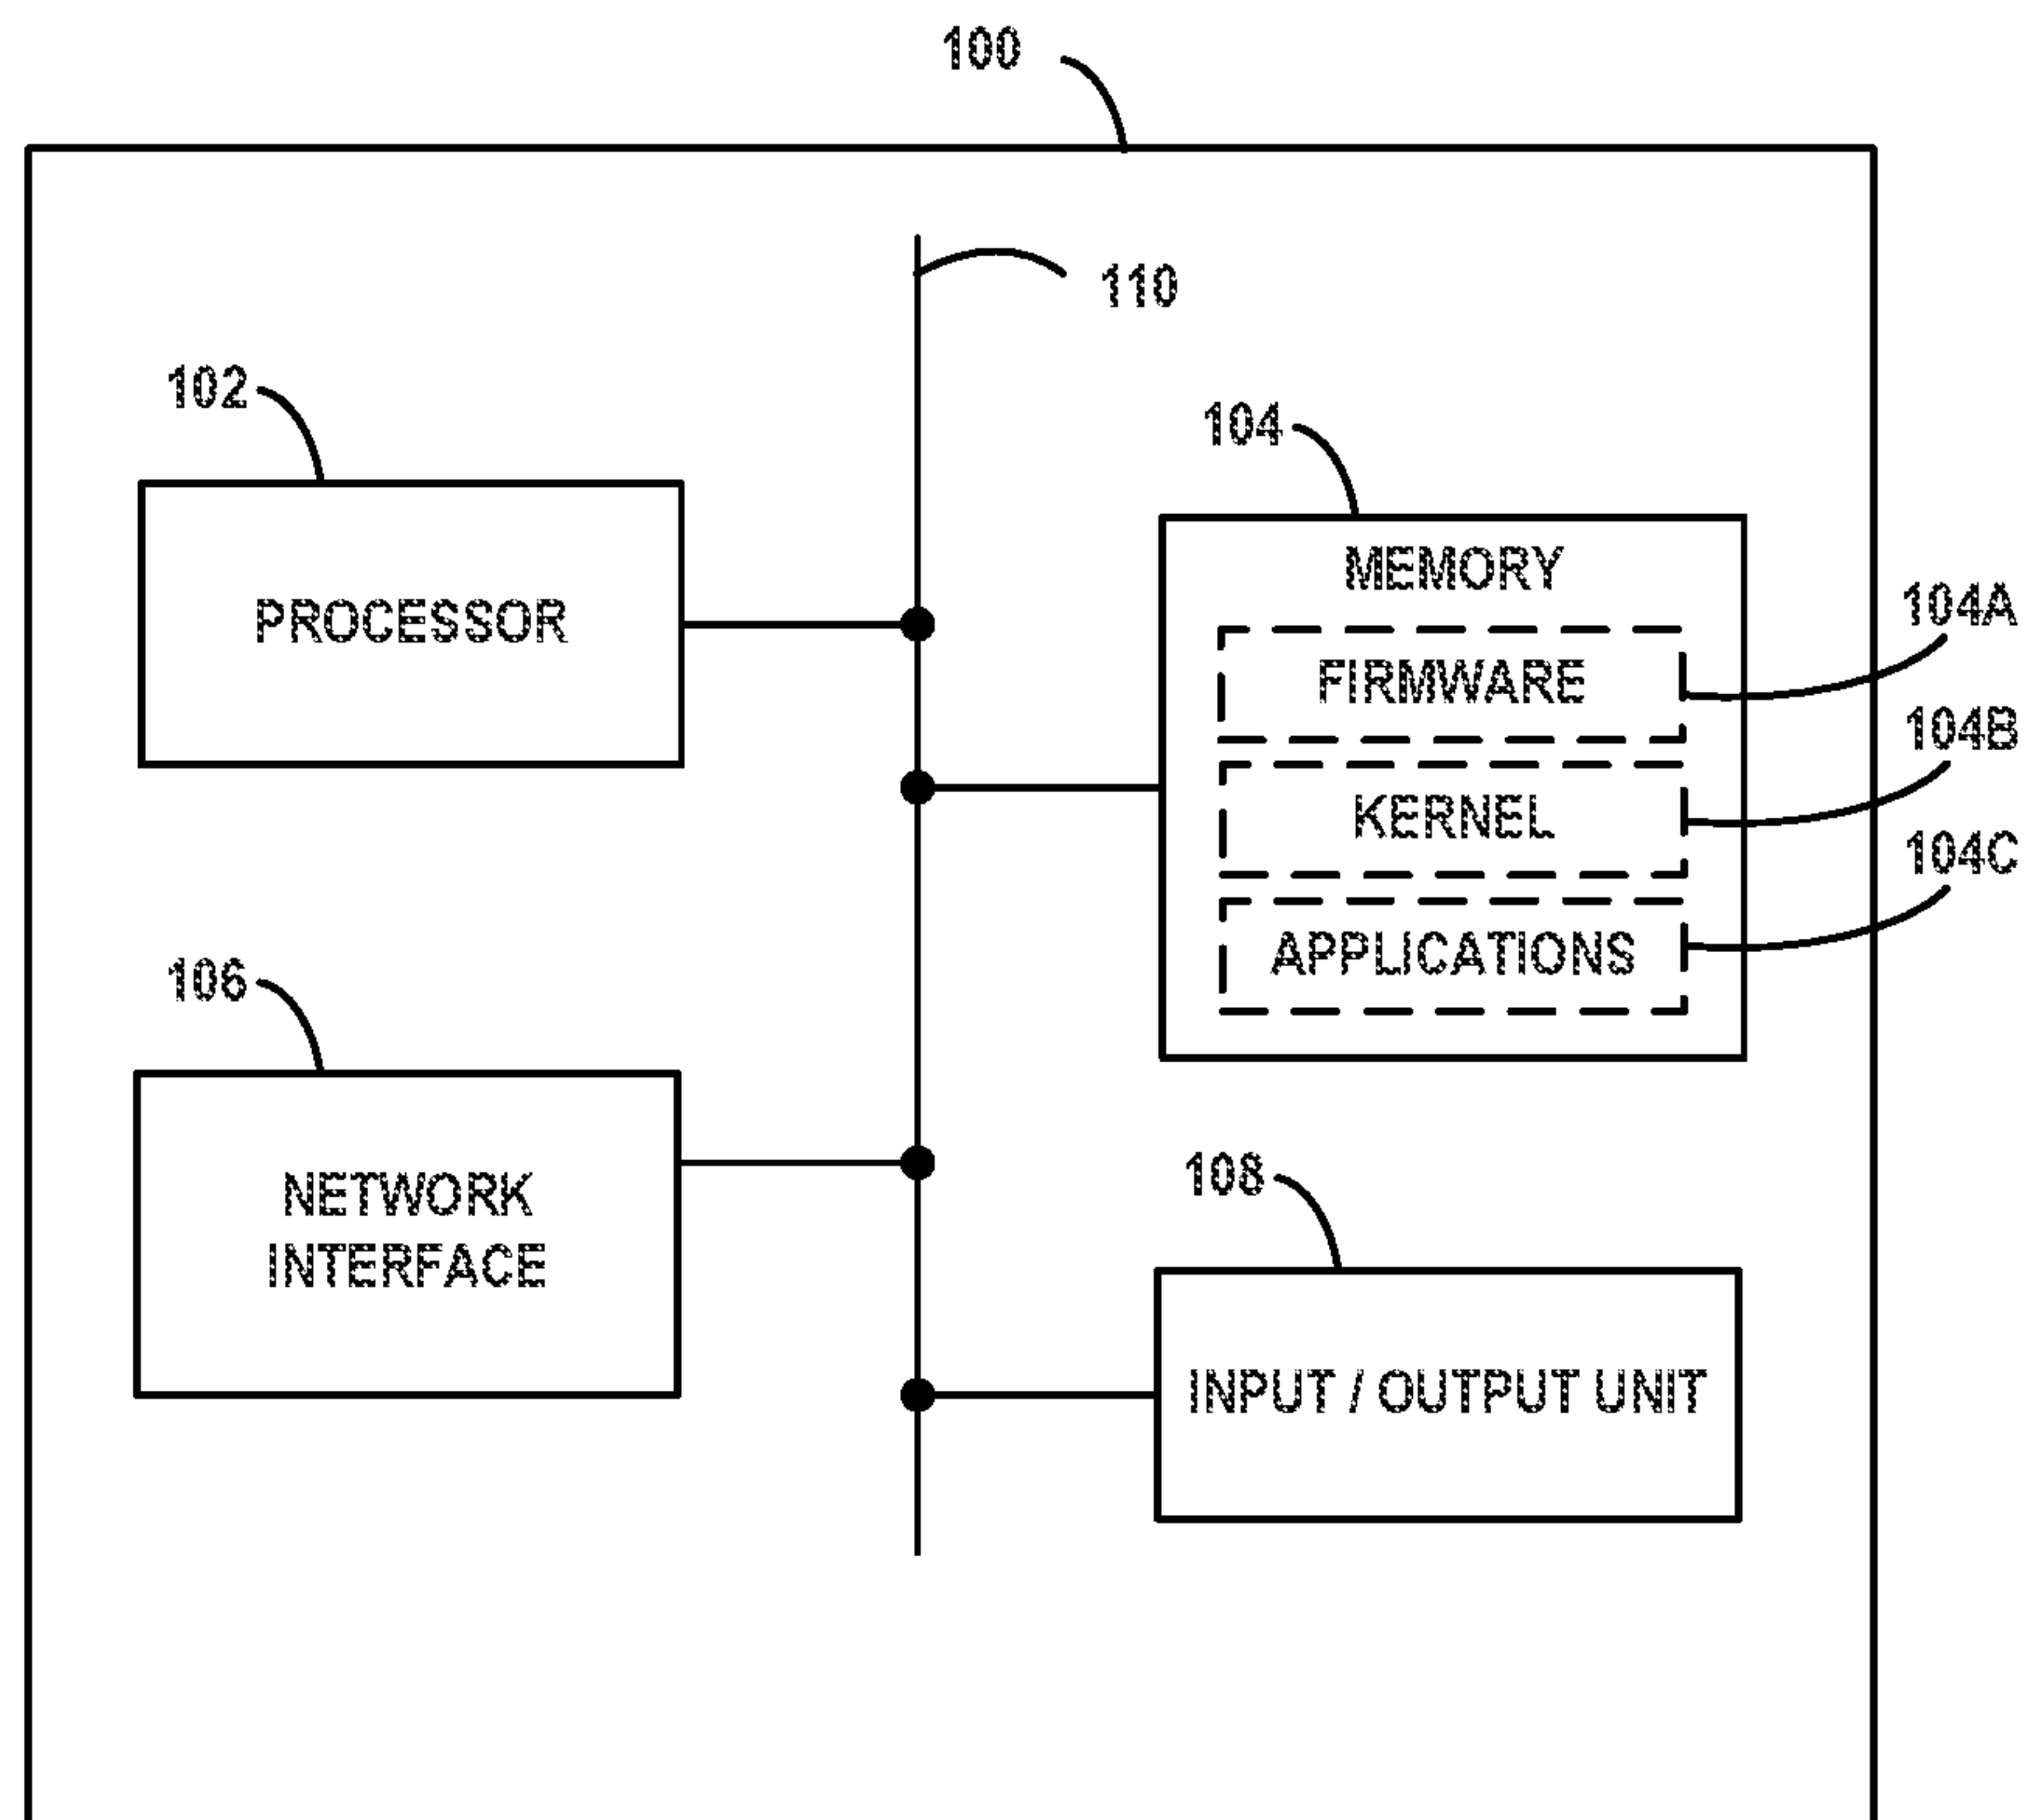 100
110
102
PROCESSOR
104
MEMORY
FIRMWARE
104A
KERNEL
104B
APPLICATIONS
104C
106
NETWORK
INTERFACE
108
INPUT / OUTPUT UNIT